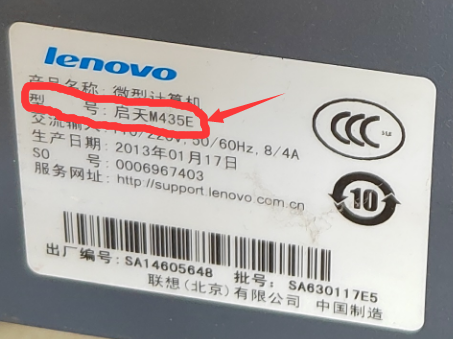 lenovo
产品名称: 微型计算机
型 号: 启天M435E
交流输入: 110/220V, 50/60Hz, 8/4A
生产日期: 2013年01月17日
SO 号: 0006967403
服务网址: http://support.lenovo.com.cn
CCC
10
出厂编号: SA14605648 批号: SA630117E5
联想(北京)有限公司 中国制造